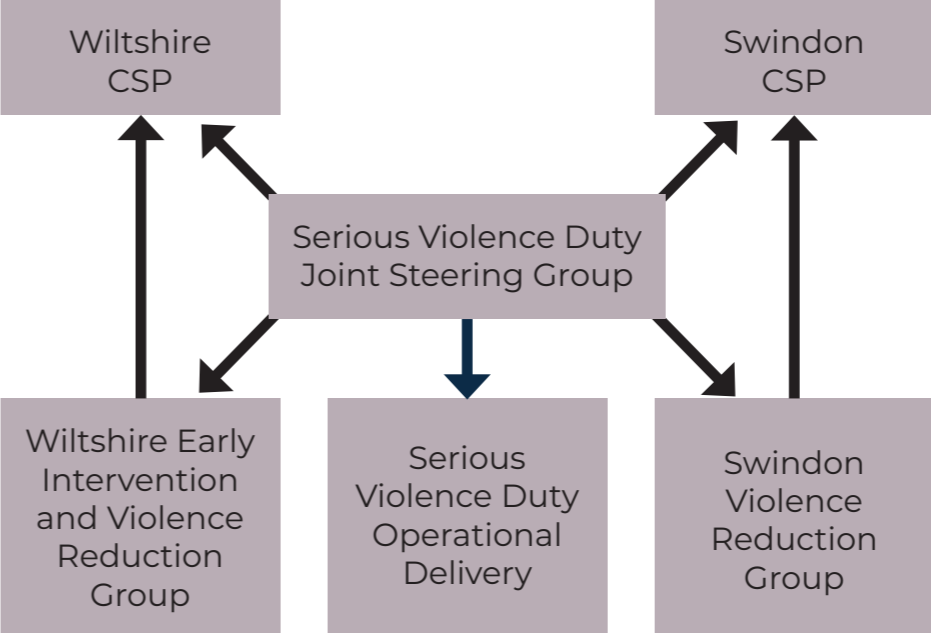 Wiltshire
CSP
Swindon
CSP
Serious Violence Duty
Joint Steering Group
Wiltshire Early
Intervention
and Violence
Reduction
Group
Serious
Violence Duty
Operational
Delivery
Swindon
Violence
Reduction
Group